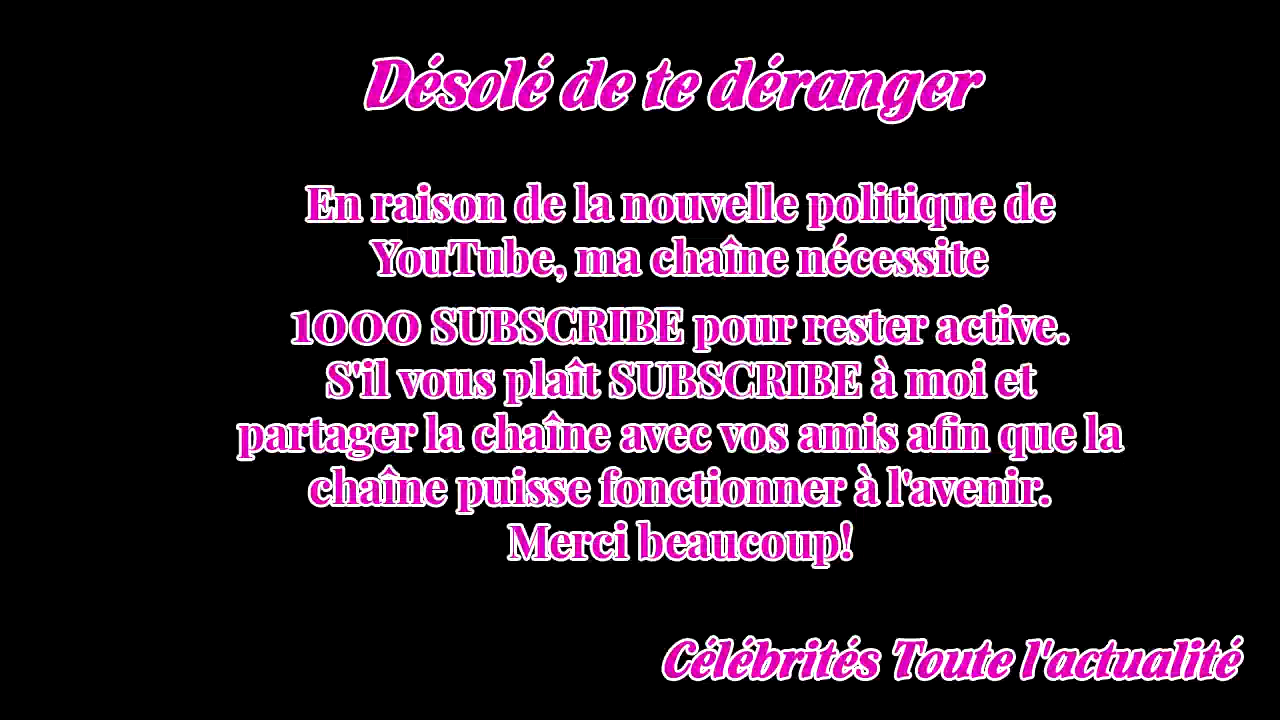 Désolé de te déranger
En raison de la nouvelle politique de
YouTube, ma chaîne nécessite
1000 SUBSCRIBE pour rester active.
S'il vous plaît SUBSCRIBE à moi et
partager la chaîne avec vos amis afin que la
chaîne puisse fonctionner à l'avenir.
Merci beaucoup!
Célébrités Toute l'actualité